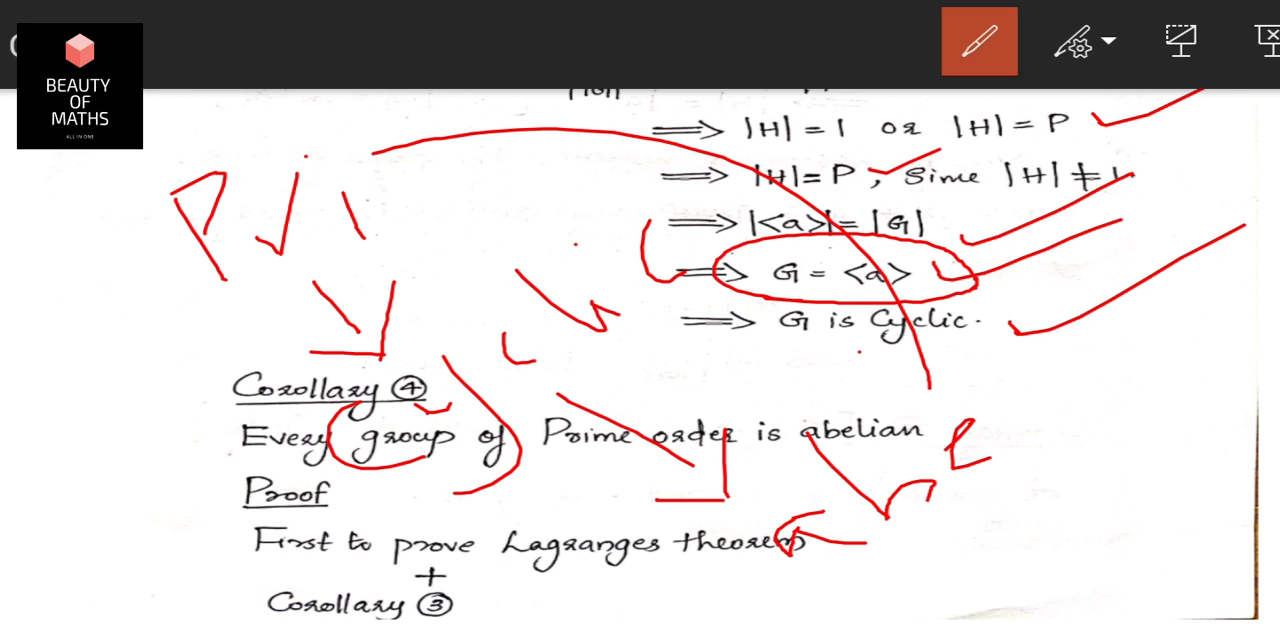 BEAUTY
OF
MATHS
ALL IN ONE
⟹ |H| = 1 or |H| = P
⟹ |H| = P, Sime |H| ≠ 1
⟹ |<a>| = |G|
⟹ G = <a>
⟹ G is Cyclic.
P
Corollary ④
Every group of Prime order is abelian
Proof
First to prove Lagranges theorem
+
Corollary ③